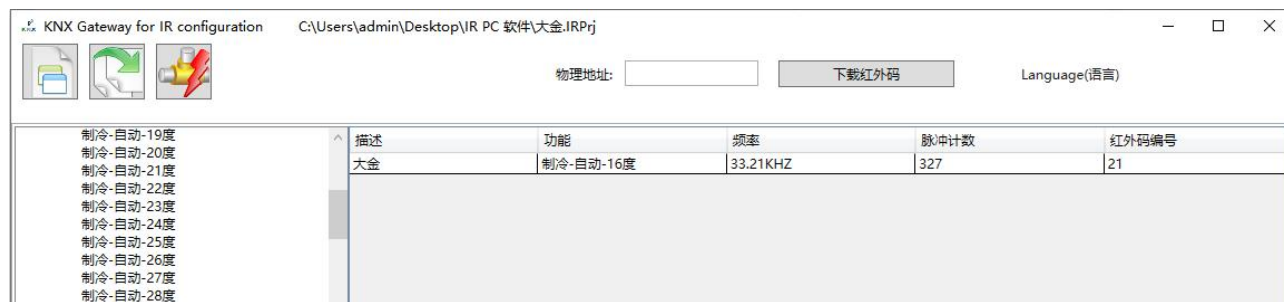 KNX Gateway for IR configuration C:\Users\admin\Desktop\IR PC 软件\大金.IRPrj
物理地址: 下载红外码 Language(语言)
制冷-自动-19度
制冷-自动-20度
制冷-自动-21度
制冷-自动-22度
制冷-自动-23度
制冷-自动-24度
制冷-自动-25度
制冷-自动-26度
制冷-自动-27度
制冷-自动-28度
描述 功能 频率 脉冲计数 红外码编号
大金 制冷-自动-16度 33.21KHZ 327 21